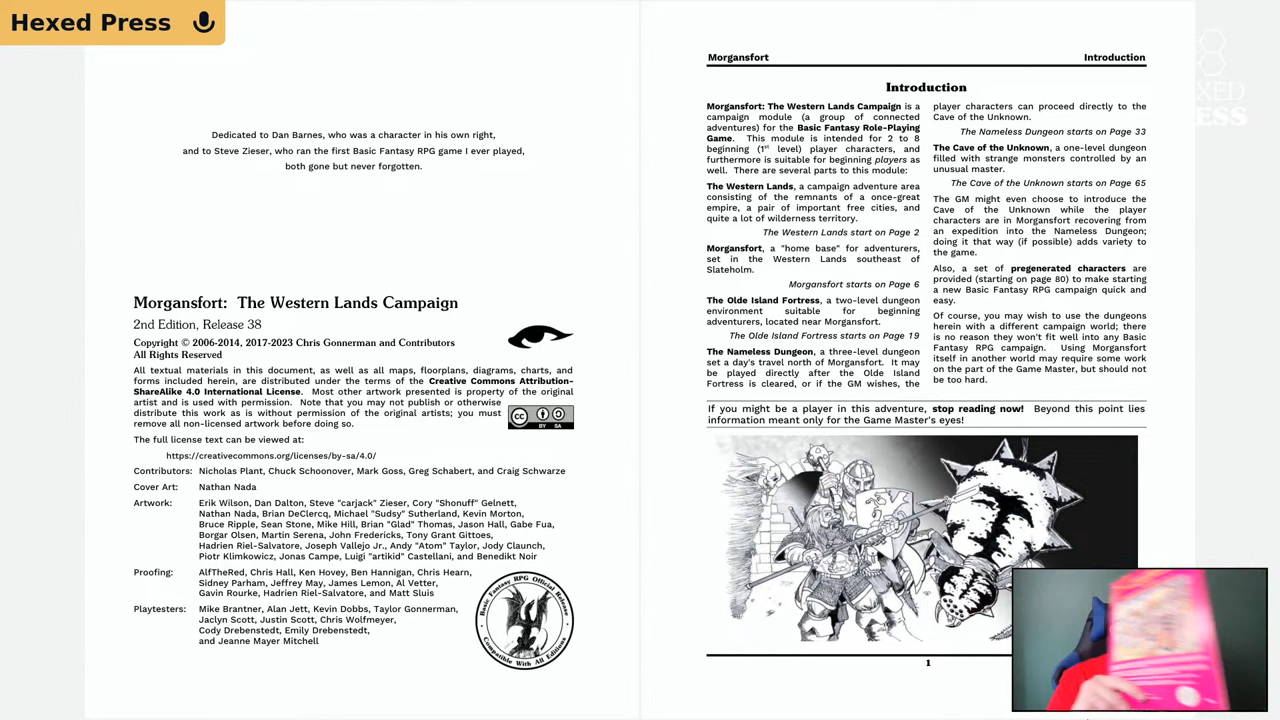 Hexed Press
Dedicated to Dan Barnes, who was a character in his own right,
and to Steve Zieser, who ran the first Basic Fantasy RPG game I ever played,
both gone but never forgotten.
Morgansfort: The Western Lands Campaign
2nd Edition, Release 38
Copyright © 2006-2014, 2017-2023 Chris Gonnerman and Contributors
All Rights Reserved
All textual materials in this document, as well as all maps, floorplans, diagrams, charts, and
forms included herein, are distributed under the terms of the Creative Commons Attribution-
ShareAlike 4.0 International License. Most other artwork presented is property of the original
artist and is used with permission. Note that you may not publish or otherwise
distribute this work as is without permission of the original artists; you must
remove all non-licensed artwork before doing so.
CC BY SA
The full license text can be viewed at:
https://creativecommons.org/licenses/by-sa/4.0/
Contributors: Nicholas Plant, Chuck Schoonover, Mark Goss, Greg Schabert, and Craig Schwarze
Cover Art: Nathan Nada
Artwork: Erik Wilson, Dan Dalton, Steve "carjack" Zieser, Cory "Shonuff" Gelnett,
Nathan Nada, Brian DeClercq, Michael "Sudsy" Sutherland, Kevin Morton,
Bruce Ripple, Sean Stone, Mike Hill, Brian "Glad" Thomas, Jason Hall, Gabe Fua,
Borgar Olsen, Martin Serena, John Fredericks, Tony Grant Gittoes,
Hadrien Riel-Salvatore, Joseph Vallejo Jr., Andy "Atom" Taylor, Jody Claunch,
Piotr Klimkowicz, Jonas Campe, Luigi "artikid" Castellani, and Benedikt Noir
Proofing: AlfTheRed, Chris Hall, Ken Hovey, Ben Hannigan, Chris Hearn,
Sidney Parham, Jeffrey May, James Lemon, Al Vetter,
Gavin Rourke, Hadrien Riel-Salvatore, and Matt Sluis
Playtesters: Mike Brantner, Alan Jett, Kevin Dobbs, Taylor Gonnerman,
Jaclyn Scott, Justin Scott, Chris Wolfmeyer,
Cody Drebenstedt, Emily Drebenstedt,
and Jeanne Mayer Mitchell
Basic Fantasy RPG Official Release
Compatible With All Editions
Morgansfort Introduction
Introduction
Morgansfort: The Western Lands Campaign is a
campaign module (a group of connected
adventures) for the Basic Fantasy Role-Playing
Game. This module is intended for 2 to 8
beginning (1st level) player characters, and
furthermore is suitable for beginning players as
well. There are several parts to this module:
The Western Lands, a campaign adventure area
consisting of the remnants of a once-great
empire, a pair of important free cities, and
quite a lot of wilderness territory.
The Western Lands start on Page 2
Morgansfort, a "home base" for adventurers,
set in the Western Lands southeast of
Slateholm.
Morgansfort starts on Page 6
The Olde Island Fortress, a two-level dungeon
environment suitable for beginning
adventurers, located near Morgansfort.
The Olde Island Fortress starts on Page 19
The Nameless Dungeon, a three-level dungeon
set a day's travel north of Morgansfort. It may
be played directly after the Olde Island
Fortress is cleared, or if the GM wishes, the
player characters can proceed directly to the
Cave of the Unknown.
The Nameless Dungeon starts on Page 33
The Cave of the Unknown, a one-level dungeon
filled with strange monsters controlled by an
unusual master.
The Cave of the Unknown starts on Page 65
The GM might even choose to introduce the
Cave of the Unknown while the player
characters are in Morgansfort recovering from
an expedition into the Nameless Dungeon;
doing it that way (if possible) adds variety to
the game.
Also, a set of pregenerated characters are
provided (starting on page 80) to make starting
a new Basic Fantasy RPG campaign quick and
easy.
Of course, you may wish to use the dungeons
herein with a different campaign world; there
is no reason they won't fit well into any Basic
Fantasy RPG campaign. Using Morgansfort
itself in another world may require some work
on the part of the Game Master, but should not
be too hard.
If you might be a player in this adventure, stop reading now! Beyond this point lies
information meant only for the Game Master's eyes!
1